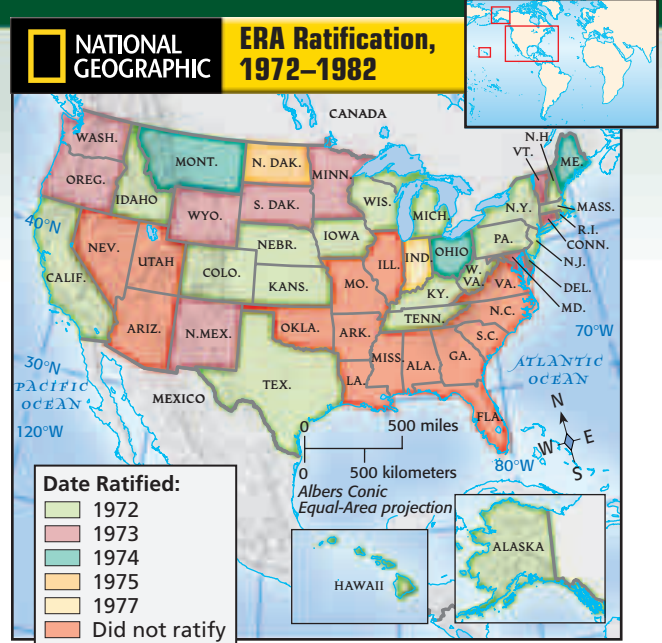 NATIONAL
GEOGRAPHIC
ERA Ratification,
1972–1982
CANADA
WASH.
MONT.
N. DAK.
MINN.
VT.
N.H.
ME.
OREG.
IDAHO
WYO.
S. DAK.
WIS.
MICH.
N.Y.
MASS.
R.I.
CONN.
40°N
NEV.
UTAH
COLO.
NEBR.
IOWA
ILL.
IND.
OHIO
PA.
N.J.
CALIF.
KANS.
MO.
KY.
W.
VA.
VA.
DEL.
MD.
ARIZ.
N.MEX.
OKLA.
ARK.
TENN.
N.C.
S.C.
70°W
30°N
PACIFIC
OCEAN
120°W
MEXICO
TEX.
LA.
MISS.
ALA.
GA.
FLA.
ATLANTIC
OCEAN
N
W
E
S
80°W
0
500 miles
0
500 kilometers
Albers Conic
Equal-Area projection
Date Ratified:
1972
1973
1974
1975
1977
Did not ratify
HAWAII
ALASKA